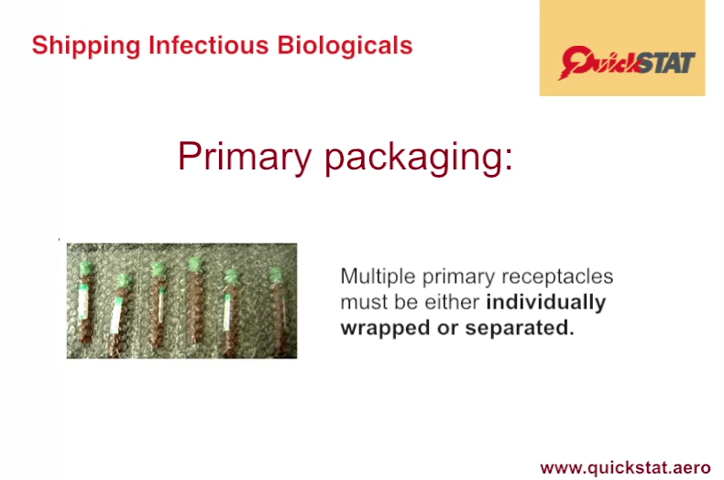 Shipping Infectious Biologicals
QuickSTAT
Primary packaging:
Multiple primary receptacles
must be either individually
wrapped or separated.
www.quickstat.aero